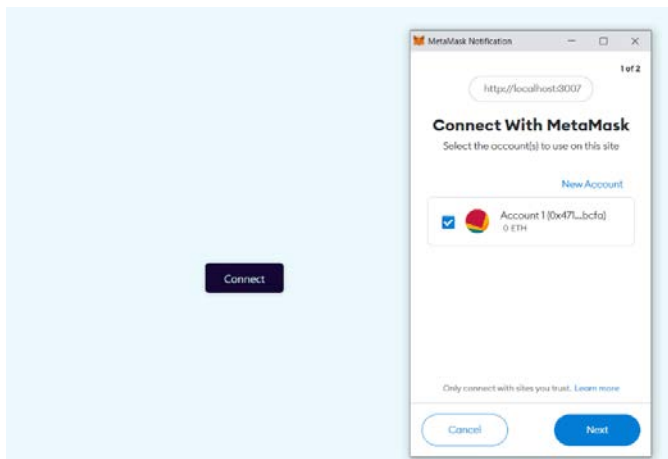 MetaMask Notification
1 of 2
http://localhost:3007
Connect With MetaMask
Select the account(s) to use on this site
New Account
Account 1 (0x471...bcfa)
0 ETH
Connect
Only connect with sites you trust. Learn more
Cancel
Next